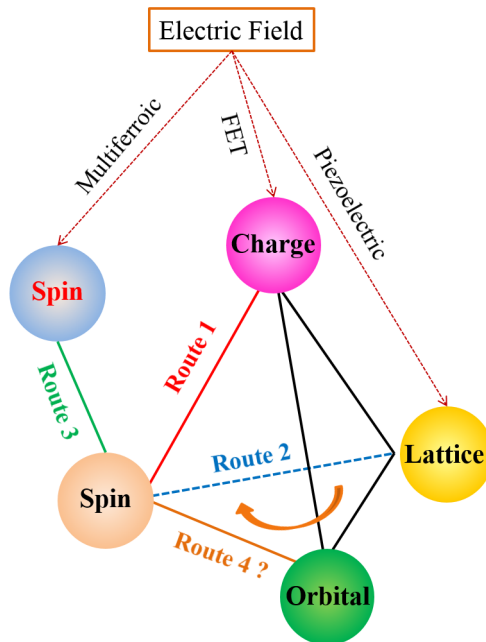 Electric Field
Multiferroic
FET
Piezoelectric
Charge
Spin
Route 1
Route 3
Route 2
Lattice
Spin
Route 4 ?
Orbital